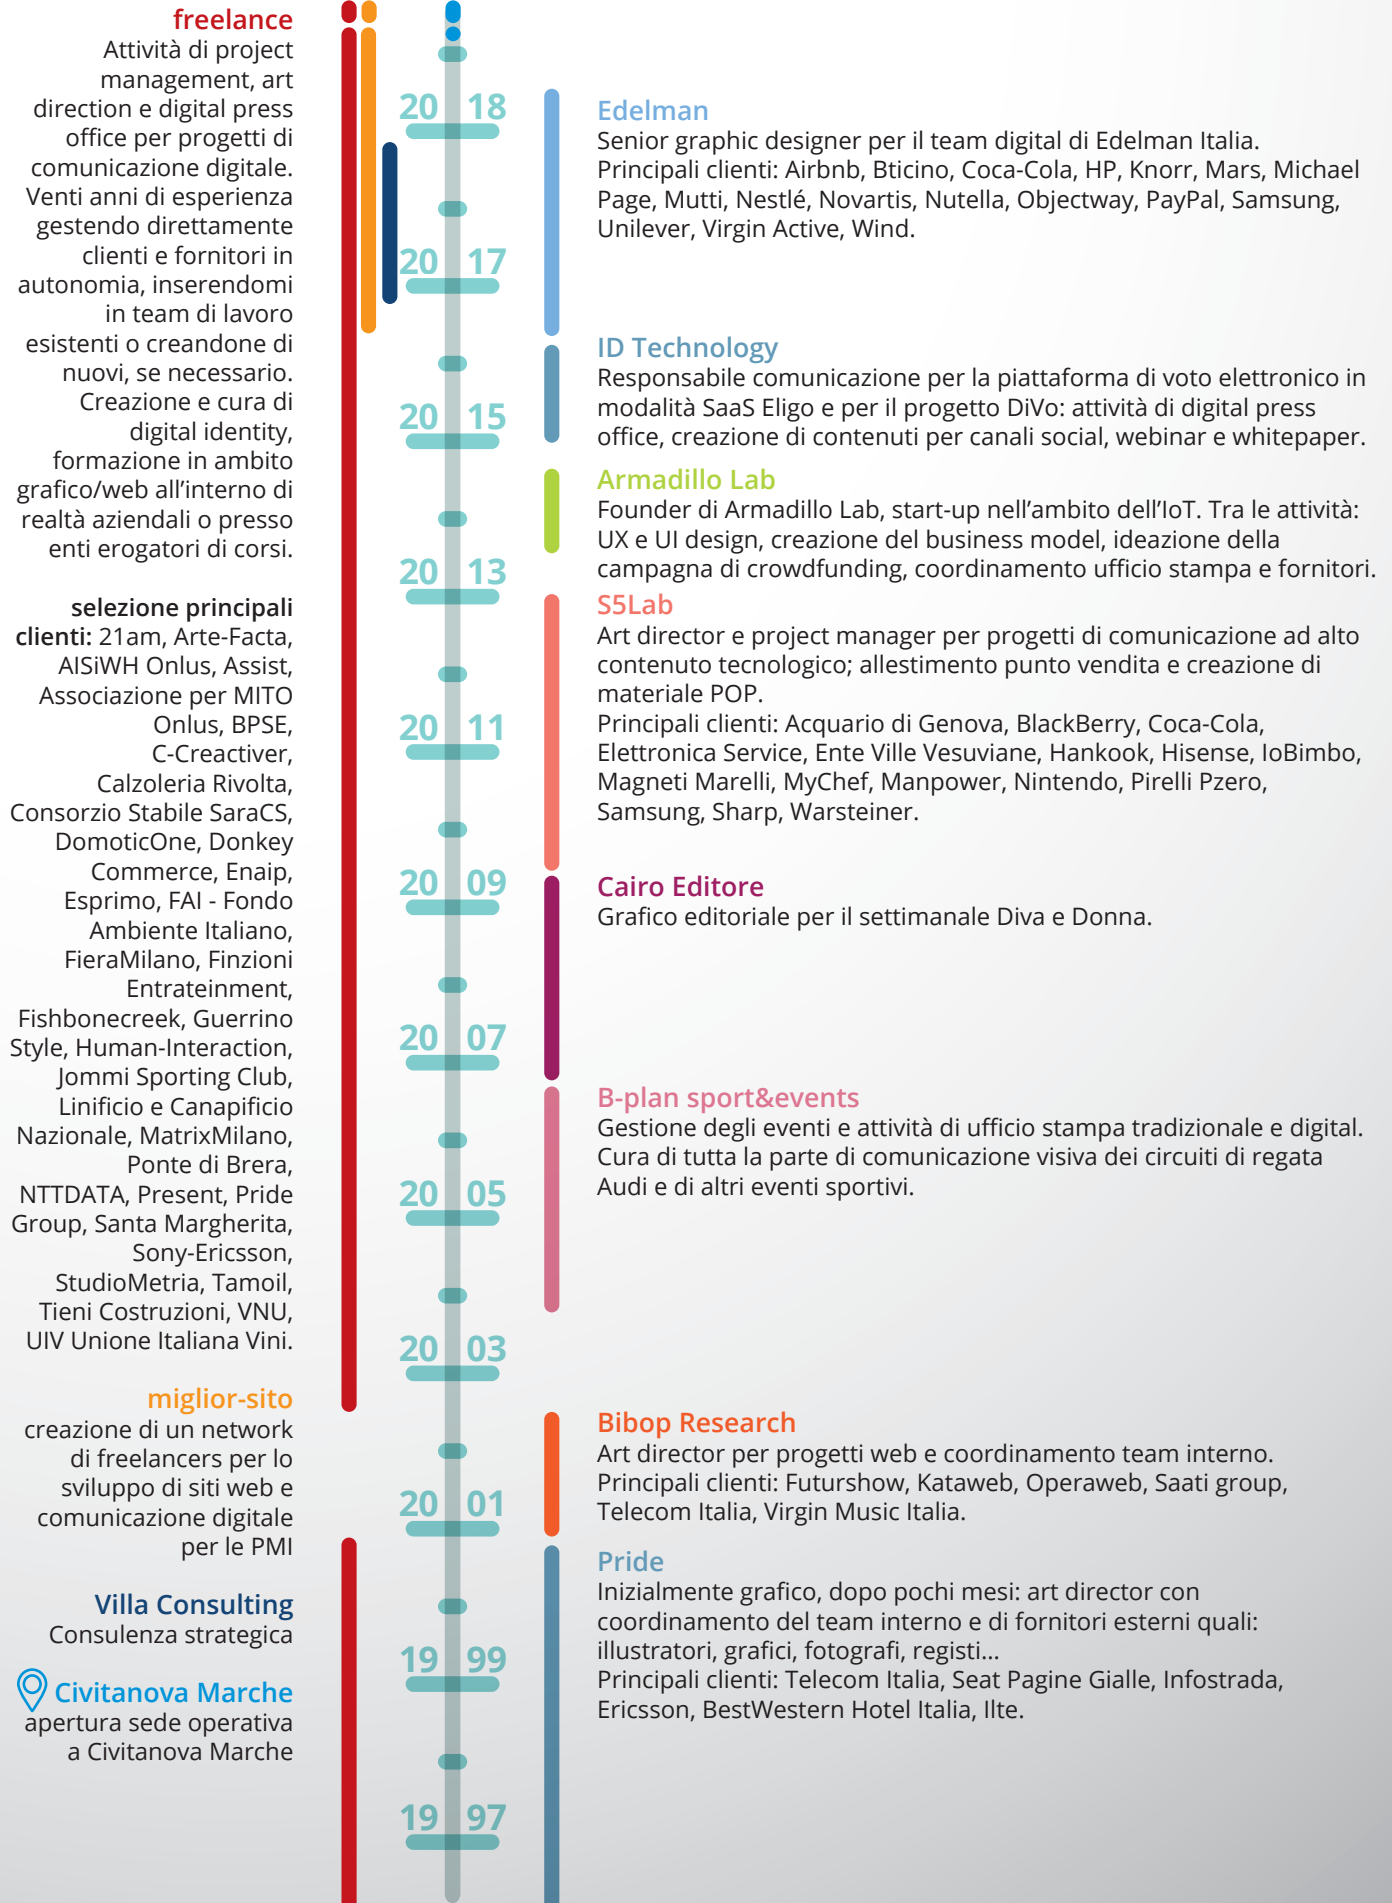 freelance
Attività di project
management, art
direction e digital press
office per progetti di
comunicazione digitale.
Venti anni di esperienza
gestendo direttamente
clienti e fornitori in
autonomia, inserendomi
in team di lavoro
esistenti o creandone di
nuovi, se necessario.
Creazione e cura di
digital identity,
formazione in ambito
grafico/web all’interno di
realtà aziendali o presso
enti erogatori di corsi.
selezione principali
clienti: 21am, Arte-Facta,
AISiWH Onlus, Assist,
Associazione per MITO
Onlus, BPSE,
C-Creactiver,
Calzoleria Rivolta,
Consorzio Stabile SaraCS,
DomoticOne, Donkey
Commerce, Enaip,
Esprimo, FAI - Fondo
Ambiente Italiano,
FieraMilano, Finzioni
Entrateinment,
Fishbonecreek, Guerrino
Style, Human-Interaction,
Jommi Sporting Club,
Linificio e Canapificio
Nazionale, MatrixMilano,
Ponte di Brera,
NTTDATA, Present, Pride
Group, Santa Margherita,
Sony-Ericsson,
StudioMetria, Tamoil,
Tieni Costruzioni, VNU,
UIV Unione Italiana Vini.
miglior-sito
creazione di un network
di freelancers per lo
sviluppo di siti web e
comunicazione digitale
per le PMI
Villa Consulting
Consulenza strategica
Civitanova Marche
apertura sede operativa
a Civitanova Marche
20 18
20 17
20 15
20 13
20 11
20 09
20 07
20 05
20 03
20 01
19 99
19 97
Edelman
Senior graphic designer per il team digital di Edelman Italia.
Principali clienti: Airbnb, Bticino, Coca-Cola, HP, Knorr, Mars, Michael
Page, Mutti, Nestlé, Novartis, Nutella, Objectway, PayPal, Samsung,
Unilever, Virgin Active, Wind.
ID Technology
Responsabile comunicazione per la piattaforma di voto elettronico in
modalità SaaS Eligo e per il progetto DiVo: attività di digital press
office, creazione di contenuti per canali social, webinar e whitepaper.
Armadillo Lab
Founder di Armadillo Lab, start-up nell’ambito dell’IoT. Tra le attività:
UX e UI design, creazione del business model, ideazione della
campagna di crowdfunding, coordinamento ufficio stampa e fornitori.
S5Lab
Art director e project manager per progetti di comunicazione ad alto
contenuto tecnologico; allestimento punto vendita e creazione di
materiale POP.
Principali clienti: Acquario di Genova, BlackBerry, Coca-Cola,
Elettronica Service, Ente Ville Vesuviane, Hankook, Hisense, IoBimbo,
Magneti Marelli, MyChef, Manpower, Nintendo, Pirelli Pzero,
Samsung, Sharp, Warsteiner.
Cairo Editore
Grafico editoriale per il settimanale Diva e Donna.
B-plan sport&events
Gestione degli eventi e attività di ufficio stampa tradizionale e digital.
Cura di tutta la parte di comunicazione visiva dei circuiti di regata
Audi e di altri eventi sportivi.
Bibop Research
Art director per progetti web e coordinamento team interno.
Principali clienti: Futurshow, Kataweb, Operaweb, Saati group,
Telecom Italia, Virgin Music Italia.
Pride
Inizialmente grafico, dopo pochi mesi: art director con
coordinamento del team interno e di fornitori esterni quali:
illustratori, grafici, fotografi, registi...
Principali clienti: Telecom Italia, Seat Pagine Gialle, Infostrada,
Ericsson, BestWestern Hotel Italia, Ilte.